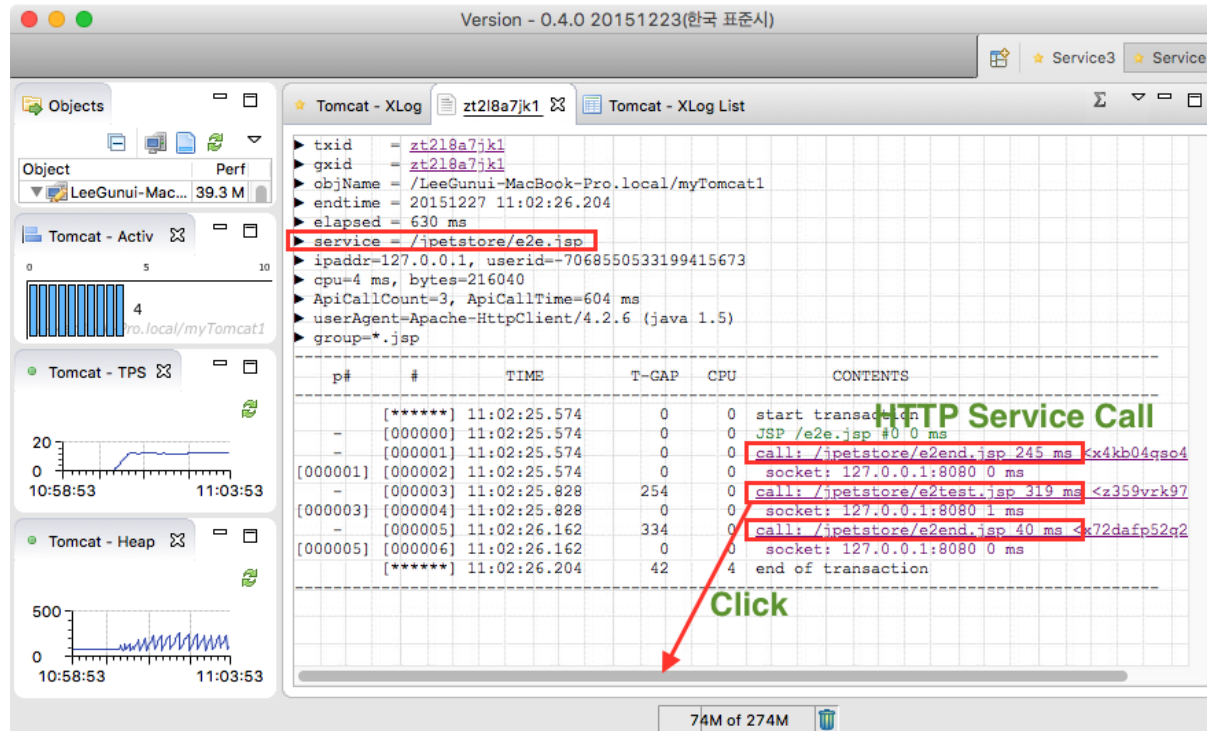 Version - 0.4.0 20151223(한국 표준시)
Service3 Service
Objects
Object Perf
LeeGunui-Mac... 39.3 M
Tomcat - Activ
0 5 10
4
ro.local/myTomcat1
Tomcat - TPS
20
0
10:58:53 11:03:53
Tomcat - Heap
500
0
10:58:53 11:03:53
Tomcat - XLog zt2l8a7jk1 Tomcat - XLog List Σ
▶ txid = zt2l8a7jk1
▶ gxid = zt2l8a7jk1
▶ objName = /LeeGunui-MacBook-Pro.local/myTomcat1
▶ endtime = 20151227 11:02:26.204
▶ elapsed = 630 ms
▶ service = /jpetstore/e2e.jsp
▶ ipaddr=127.0.0.1, userid=-7068550533199415673
▶ cpu=4 ms, bytes=216040
▶ ApiCallCount=3, ApiCallTime=604 ms
▶ userAgent=Apache-HttpClient/4.2.6 (java 1.5)
▶ group=*.jsp
p# # TIME T-GAP CPU CONTENTS
HTTP Service Call
[******] 11:02:25.574 0 0 start transaction
- [000000] 11:02:25.574 0 0 JSP /e2e.jsp #0 0 ms
- [000001] 11:02:25.574 0 0 call: /jpetstore/e2end.jsp 245 ms <x4kb04qso4
[000001] [000002] 11:02:25.574 0 0 socket: 127.0.0.1:8080 0 ms
- [000003] 11:02:25.828 254 0 call: /jpetstore/e2test.jsp 319 ms <z359vrk97
[000003] [000004] 11:02:25.828 0 0 socket: 127.0.0.1:8080 1 ms
- [000005] 11:02:26.162 334 0 call: /jpetstore/e2end.jsp 40 ms <x72dafp52q2
[000005] [000006] 11:02:26.162 0 0 socket: 127.0.0.1:8080 0 ms
[******] 11:02:26.204 42 4 end of transaction
Click
74M of 274M